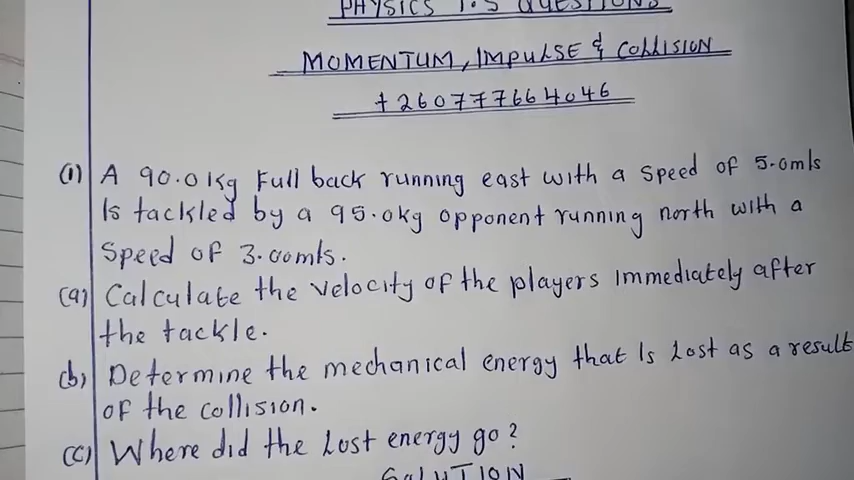 PHYSICS 1.5 QUESTIONS
MOMENTUM, IMPULSE & COLLISION
+260777664046
(1) A 90.0kg Full back running east with a speed of 5.0m/s
Is tackled by a 95.0kg opponent running north with a
Speed of 3.00m/s.
(a) Calculate the velocity of the players immediately after
the tackle.
(b) Determine the mechanical energy that Is Lost as a result
of the collision.
(c) Where did the Lost energy go?
SOLUTION